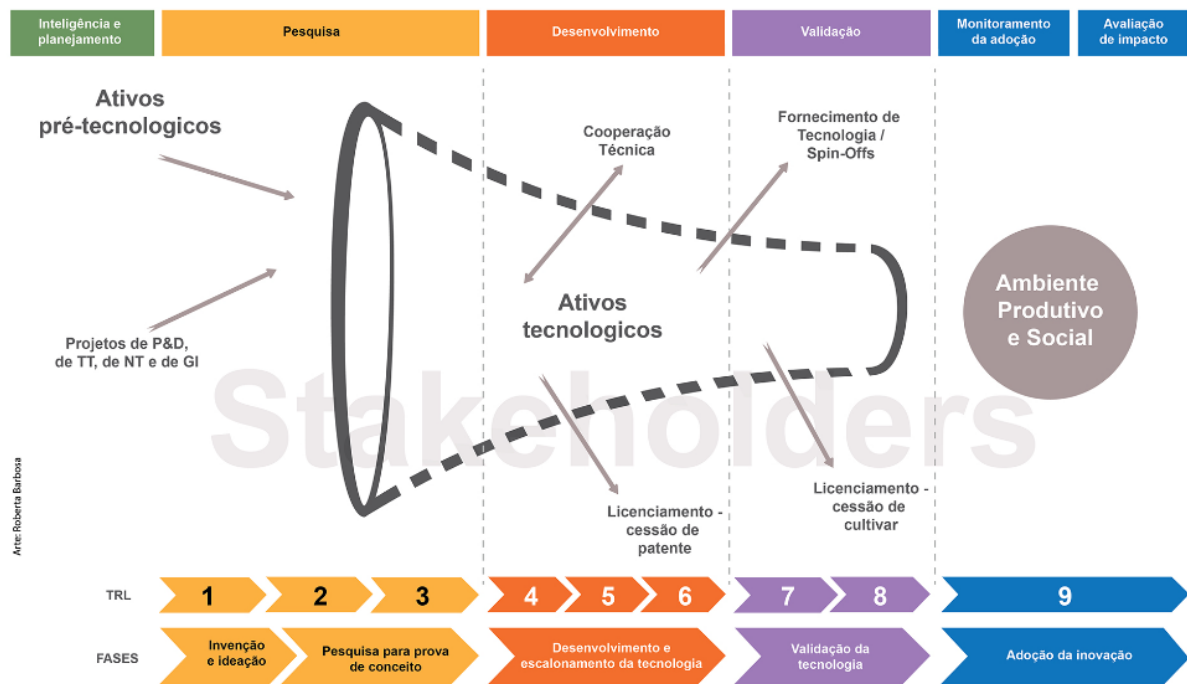 Inteligência e
planejamento
Pesquisa
Desenvolvimento
Validação
Monitoramento
da adoção
Avaliação
de impacto
Ativos
pré-tecnologicos
Cooperação
Técnica
Fornecimento de
Tecnologia /
Spin-Offs
Projetos de P&D,
de TT, de NT e de GI
Ativos
tecnologicos
Ambiente
Produtivo
e Social
Stakeholders
Licenciamento -
cessão de
patente
Licenciamento -
cessão de
cultivar
Arte: Roberta Barbosa
TRL
1
2
3
4
5
6
7
8
9
FASES
Invenção
e ideação
Pesquisa para prova
de conceito
Desenvolvimento e
escalonamento da tecnologia
Validação da
tecnologia
Adoção da inovação